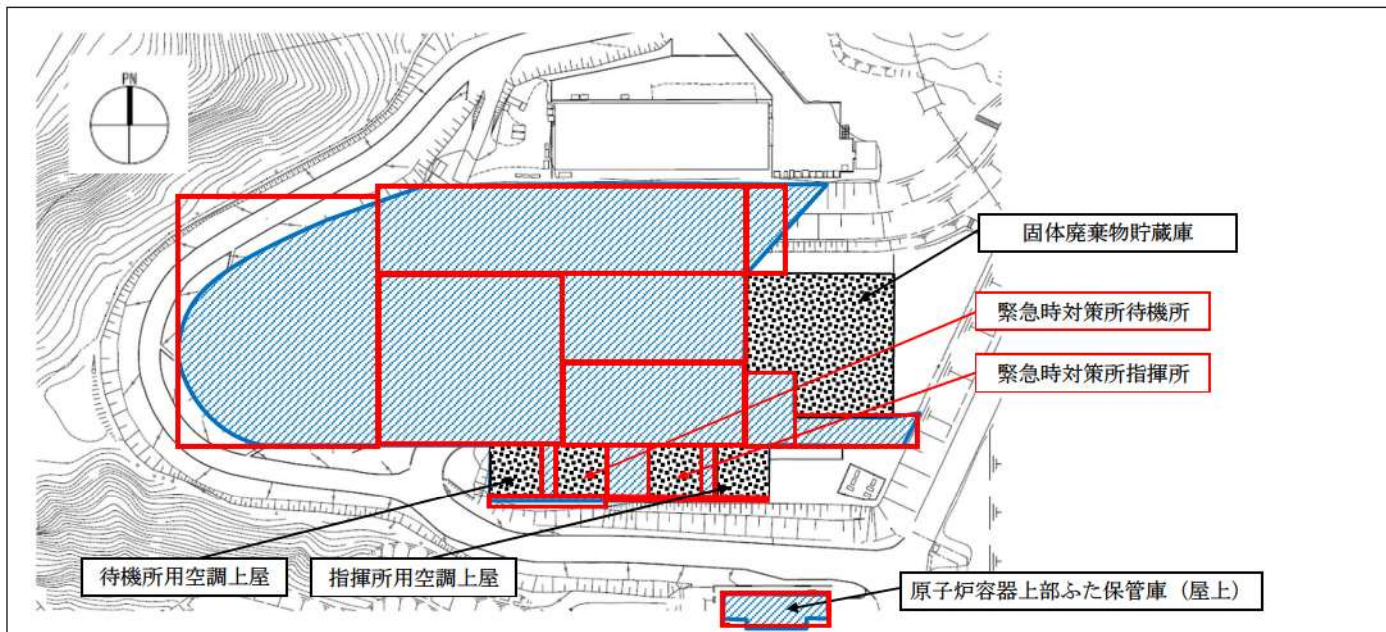 PN
固体廃棄物貯蔵庫
緊急時対策所待機所
緊急時対策所指揮所
待機所用空調上屋
指揮所用空調上屋
原子炉容器上部ふた保管庫（屋上）